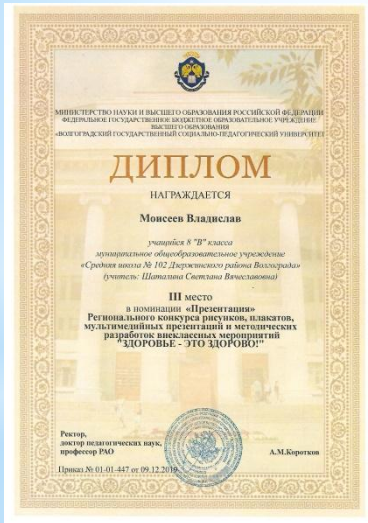 МИНИСТЕРСТВО НАУКИ И ВЫСШЕГО ОБРАЗОВАНИЯ РОССИЙСКОЙ ФЕДЕРАЦИИ
ФЕДЕРАЛЬНОЕ ГОСУДАРСТВЕННОЕ БЮДЖЕТНОЕ ОБРАЗОВАТЕЛЬНОЕ УЧРЕЖДЕНИЕ
ВЫСШЕГО ОБРАЗОВАНИЯ
«ВОЛГОГРАДСКИЙ ГОСУДАРСТВЕННЫЙ СОЦИАЛЬНО-ПЕДАГОГИЧЕСКИЙ УНИВЕРСИТЕТ
ДИПЛОМ
НАГРАЖДАЕТСЯ
Моисеев Владислав
учащийся 8 "В" класса
муниципальное общеобразовательное учреждение
«Средняя школа № 102 Дзержинского района Волгограда»
(учитель: Шаталина Светлана Вячеславовна)
III место
в номинации «Презентация»
Регионального конкурса рисунков, плакатов,
мультимедийных презентаций и методических
разработок внеклассных мероприятий
"ЗДОРОВЬЕ - ЭТО ЗДОРОВО!"
Ректор,
доктор педагогических наук,
профессор РАО
А.М.Коротков
Приказ № 01-01-447 от 09.12.2019